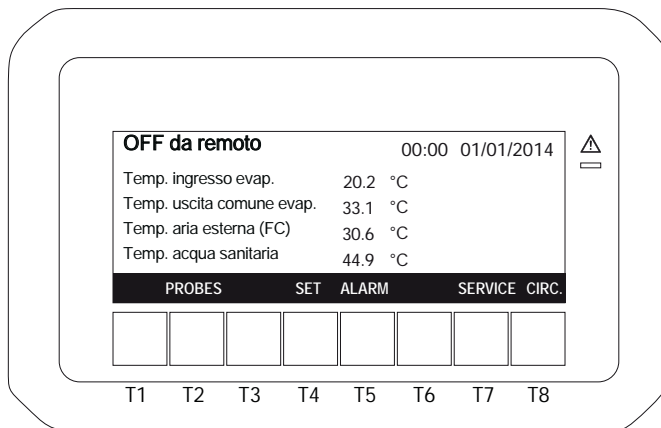 OFF da remoto 00:00 01/01/2014
Temp. ingresso evap. 20.2 °C
Temp. uscita comune evap. 33.1 °C
Temp. aria esterna (FC) 30.6 °C
Temp. acqua sanitaria 44.9 °C
PROBES SET ALARM SERVICE CIRC.
T1 T2 T3 T4 T5 T6 T7 T8